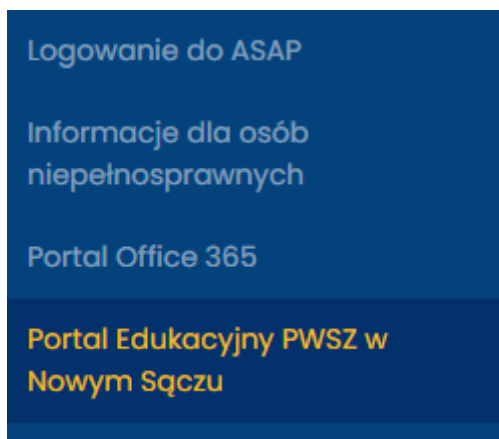 Logowanie do ASAP
Informacje dla osób
niepełnosprawnych
Portal Office 365
Portal Edukacyjny PWSZ w
Nowym Sączu